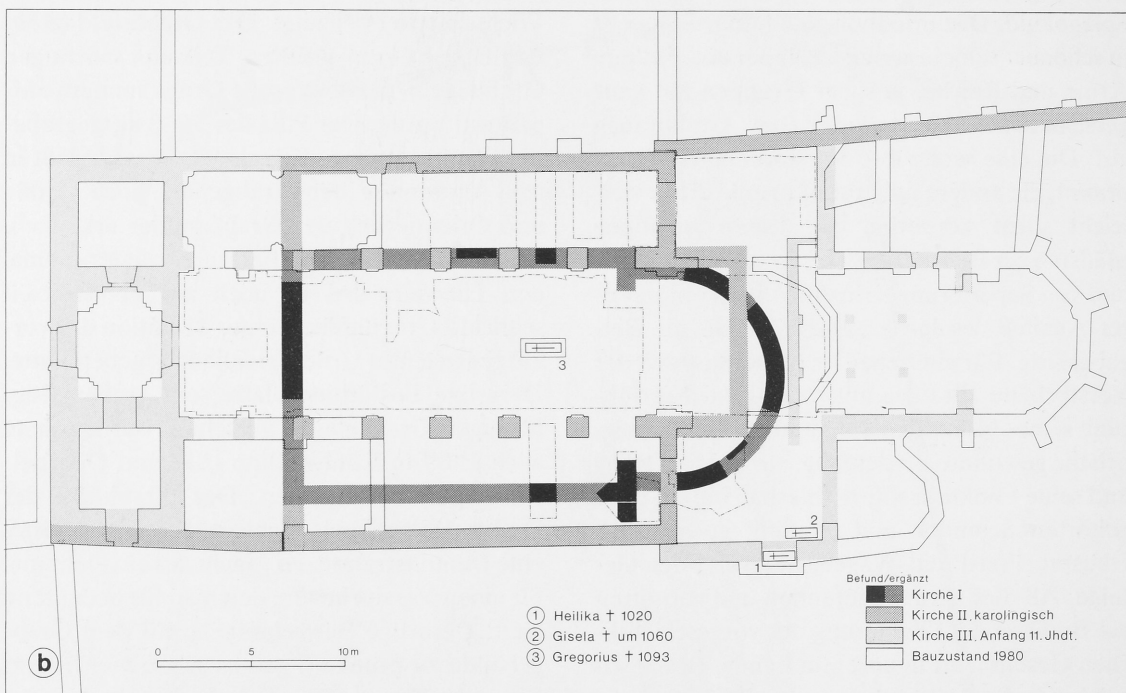 3
2
1
① Heilika † 1020
② Gisela † um 1060
③ Gregorius † 1093
Befund/ergänzt
Kirche I
Kirche II, karolingisch
Kirche III, Anfang 11. Jhdt.
Bauzustand 1980
b
0 5 10 m